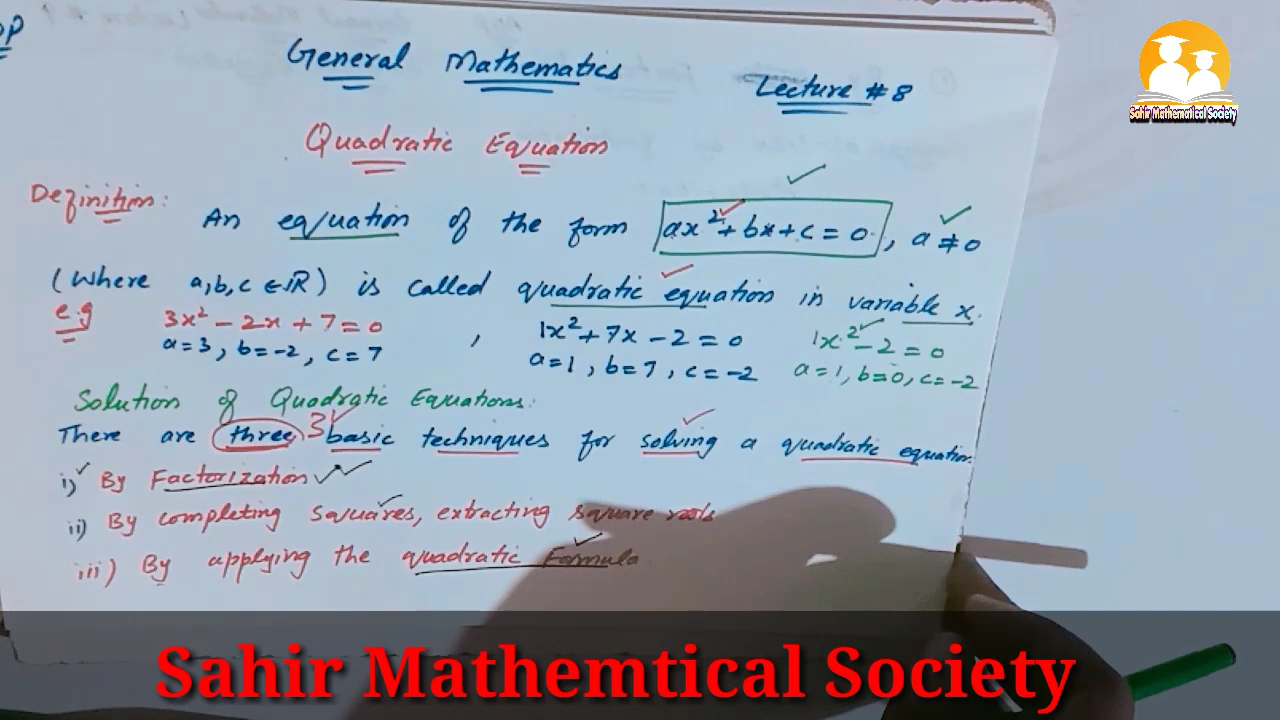 General Mathematics Lecture # 8
Sahir Mathematical Society
Quadratic Equation
Definition:
An equation of the form ax² + bx + c = 0, a ≠ 0
(Where a, b, c ∈ ℝ) is called quadratic equation in variable x.
e.g 3x² - 2x + 7 = 0 , 1x² + 7x - 2 = 0 1x² - 2 = 0
a = 3, b = -2, c = 7 a = 1, b = 7, c = -2 a = 1, b = 0, c = -2
Solution of Quadratic Equations:
There are three 3 basic techniques for solving a quadratic equation.
i) By Factorization
ii) By completing squares, extracting square roots
iii) By applying the quadratic Formula
Sahir Mathemtical Society